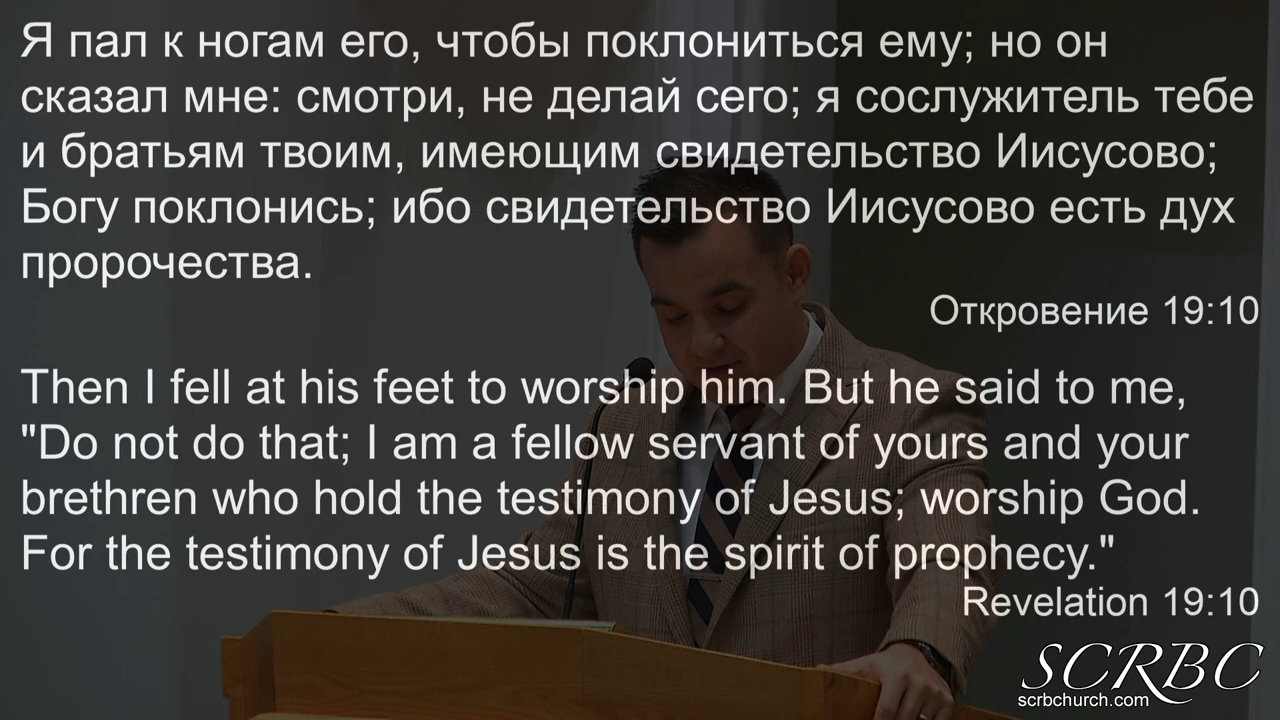 Я пал к ногам его, чтобы поклониться ему; но он
сказал мне: смотри, не делай сего; я сослужитель тебе
и братьям твоим, имеющим свидетельство Иисусово;
Богу поклонись; ибо свидетельство Иисусово есть дух
пророчества.
Откровение 19:10
Then I fell at his feet to worship him. But he said to me,
"Do not do that; I am a fellow servant of yours and your
brethren who hold the testimony of Jesus; worship God.
For the testimony of Jesus is the spirit of prophecy."
Revelation 19:10
SCRBC
scrbchurch.com